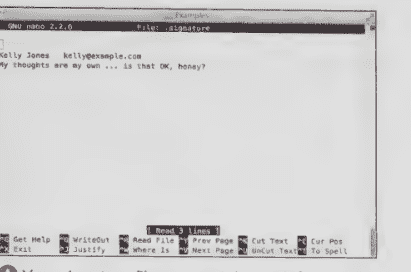 Examples
GNU nano 2.2.6 File: .signature
Kelly Jones kelly@example.com
My thoughts are my own ... is that OK, honey?
[ Read 3 lines ]
^G Get Help ^O WriteOut ^R Read File ^Y Prev Page ^K Cut Text ^C Cur Pos
^X Exit ^J Justify ^W Where Is ^V Next Page ^U UnCut Text ^T To Spell